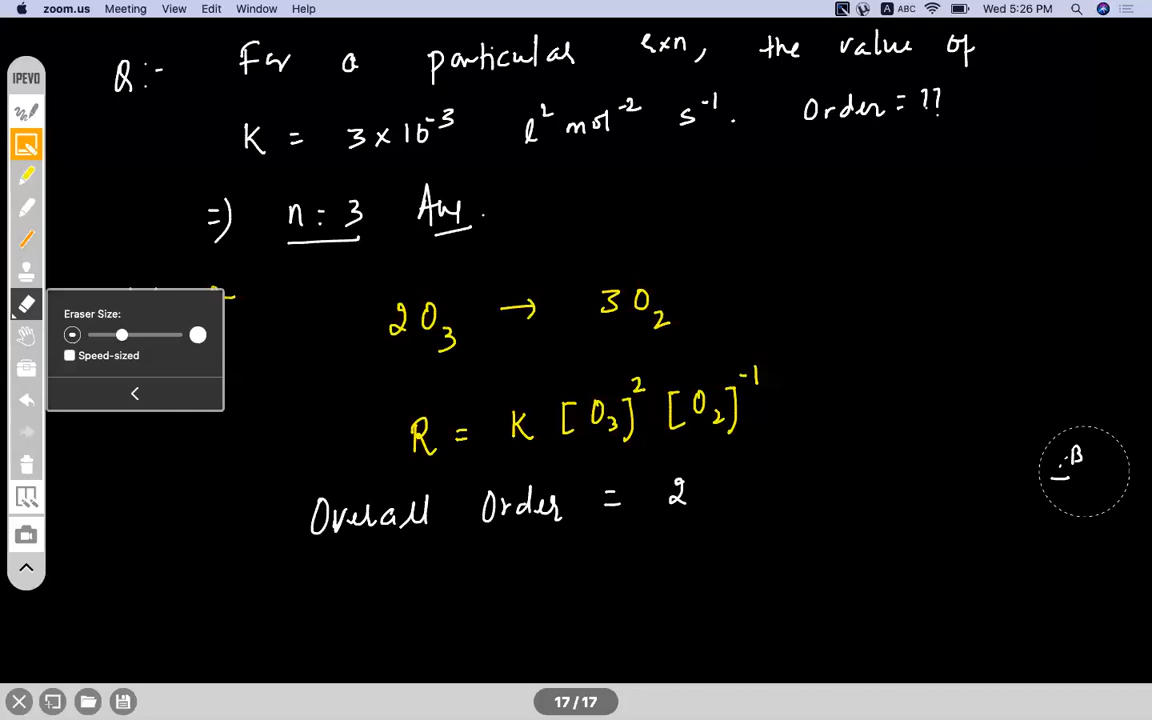 zoom.us Meeting View Edit Window Help ABC Wed 5:26 PM
IPEVO
Q:- For a particular rxn, the value of
K = 3 × 10⁻³ l² mol⁻² s⁻¹. Order = ??
=) n = 3 Ans.
2O₃ → 3O₂
R = K [O₃]² [O₂]⁻¹
Overall Order = 2
Eraser Size:
Speed-sized
B
17/17